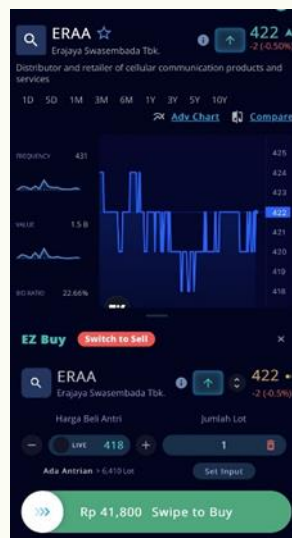 ERAA
422
Erajaya Swasembada Tbk.
-2 (-0.50%)
Distributor and retailer of cellular communication products and
services
1D 5D 1M 3M 6M 1Y 3Y 5Y 10Y
Adv Chart Compare
FREQUENCY 431
425
424
423
422
VALUE 1.5 B
421
420
419
BID RATIO 22.66%
418
EZ Buy Switch to Sell ×
ERAA
422
Erajaya Swasembada Tbk.
-2 (-0.5%)
Harga Beli Antri Jumlah Lot
− LIVE 418 + 1
Ada Antrian > 6,410 Lot Set Input
Rp 41,800 Swipe to Buy